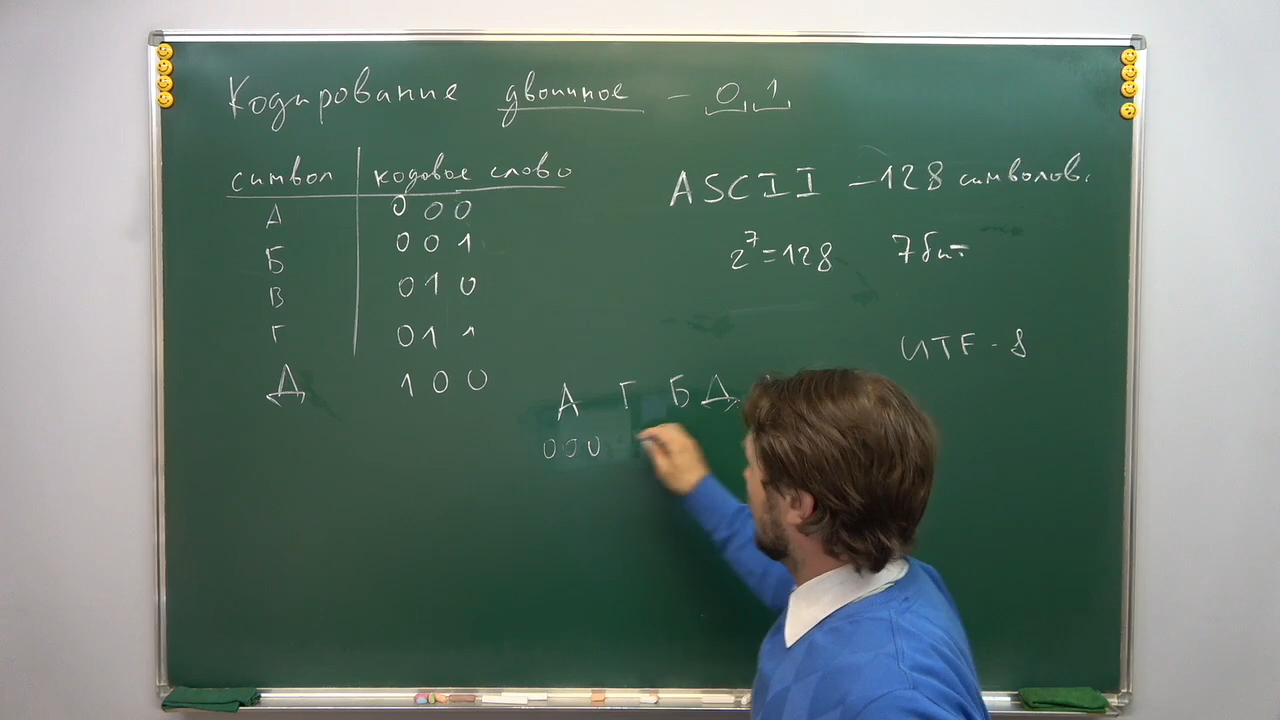 Кодирование двоичное - 0, 1
символ кодовое слово
А 000
Б 001
В 010
Г 011
Д 100
ASCII - 128 символов.
2⁷=128 7бит
UTF-8
А Г Б Д
000